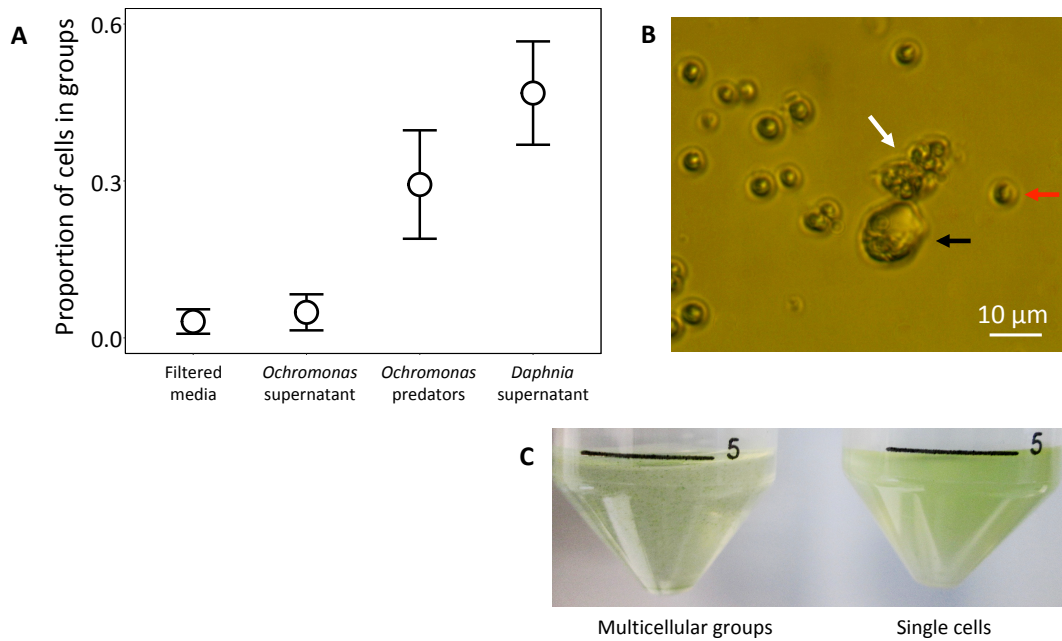 A
Proportion of cells in groups
0.6
0.3
0.0
Filtered
media
Ochromonas
supernatant
Ochromonas
predators
Daphnia
supernatant
B
10 μm
C
5
5
Multicellular groups
Single cells